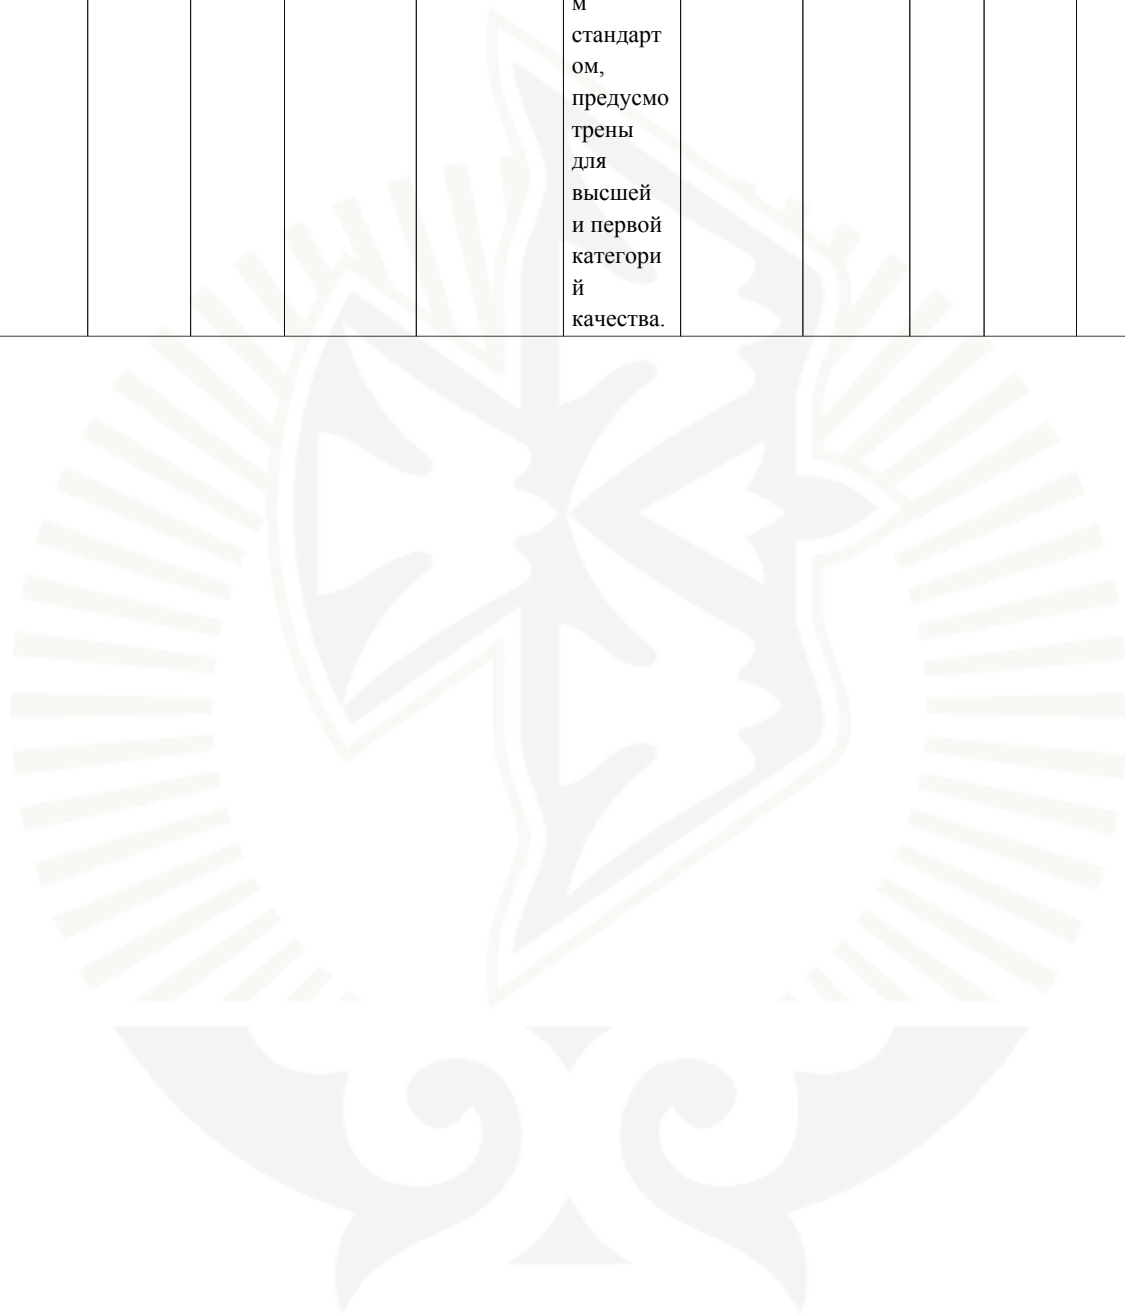 м
стандарт
ом,
предусмо
трены
для
высшей
и первой
категори
й
качества.